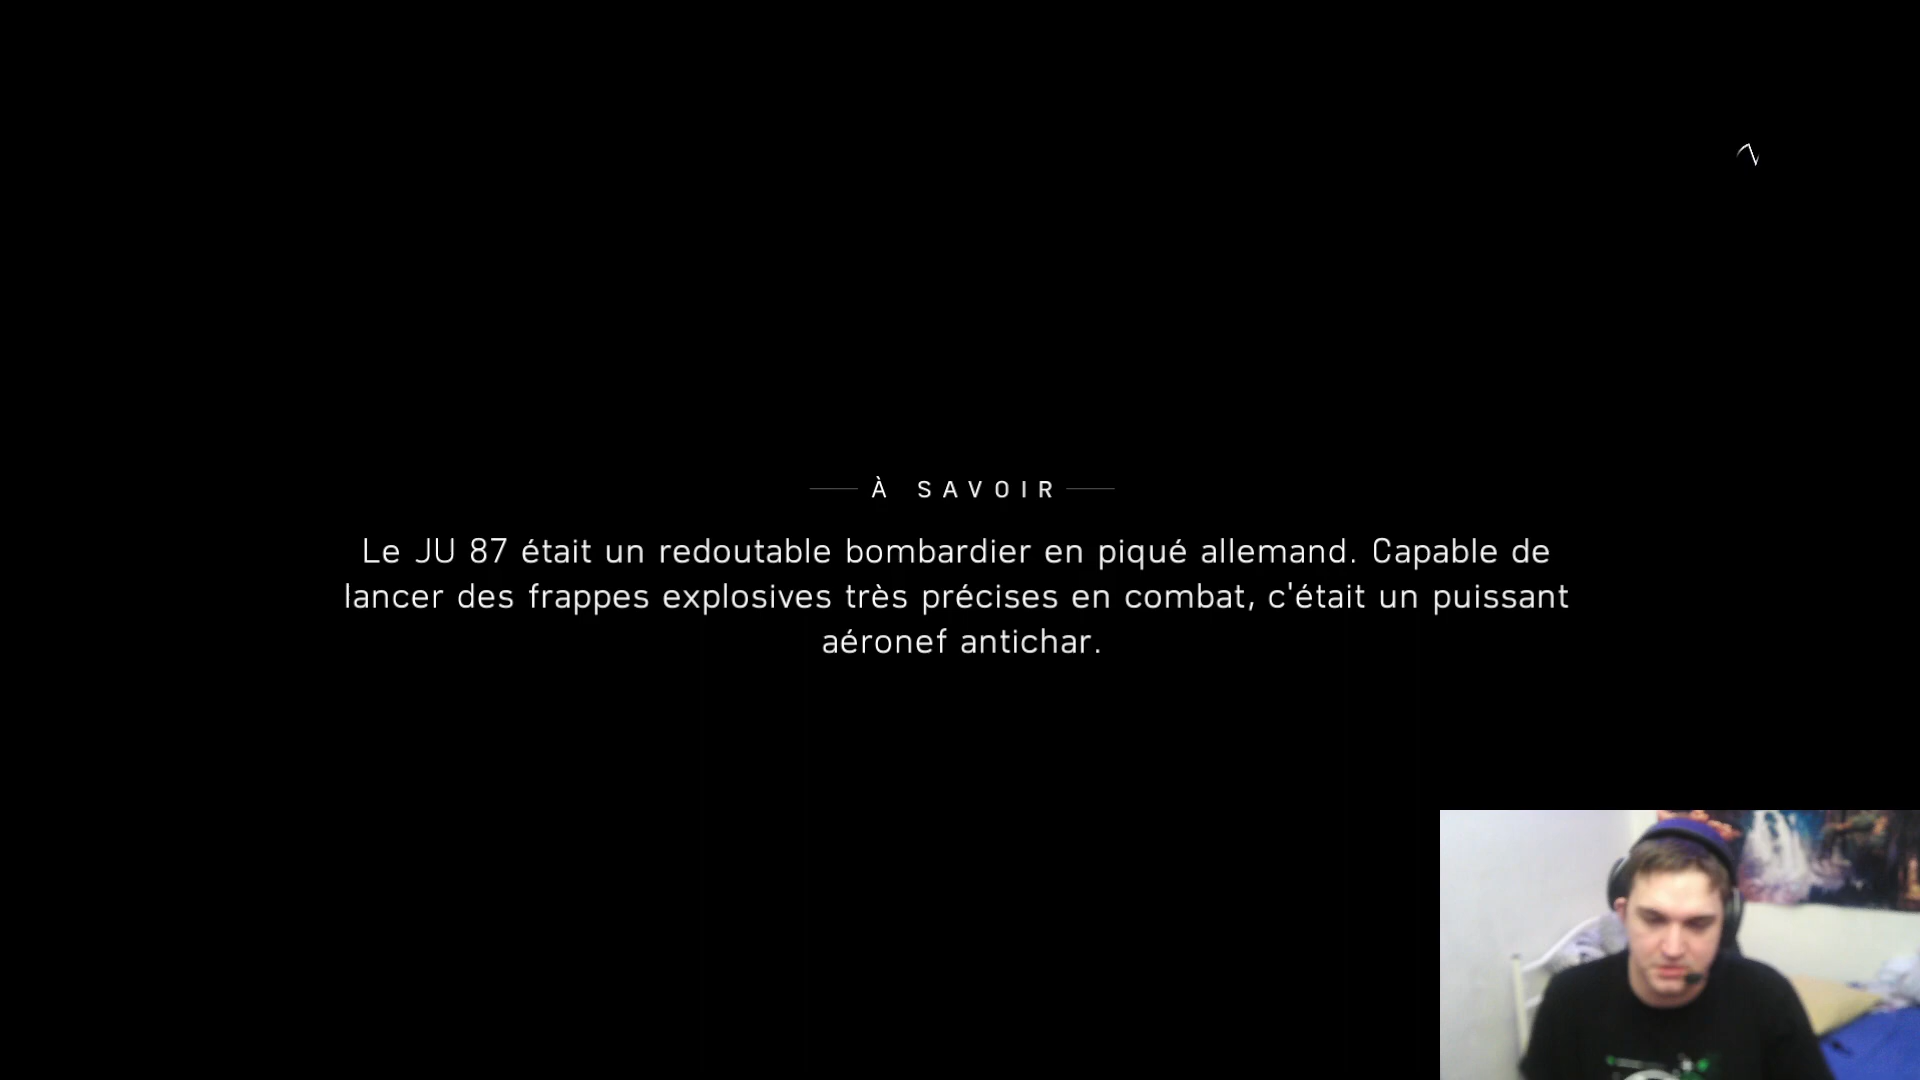 À SAVOIR
Le JU 87 était un redoutable bombardier en piqué allemand. Capable de
lancer des frappes explosives très précises en combat, c'était un puissant
aéronef antichar.